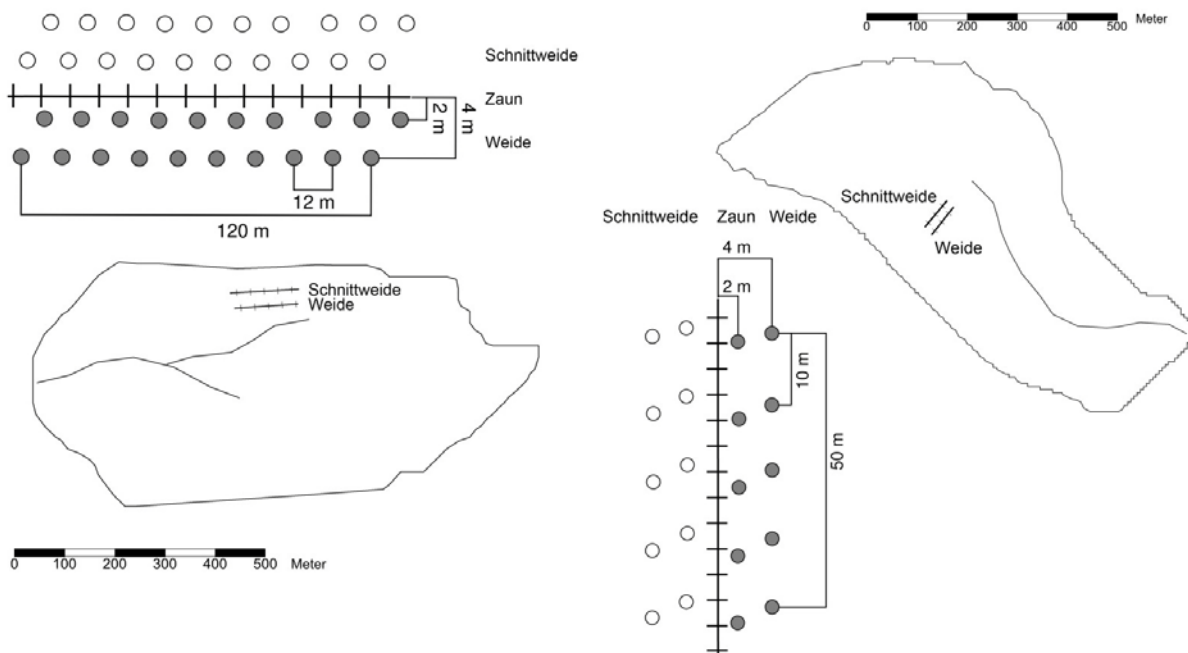 Schnittweide
Zaun
Weide
2 m
4 m
12 m
120 m
Schnittweide
Weide
0 100 200 300 400 500 Meter
0 100 200 300 400 500 Meter
Schnittweide
Weide
Schnittweide Zaun Weide
4 m
2 m
10 m
50 m